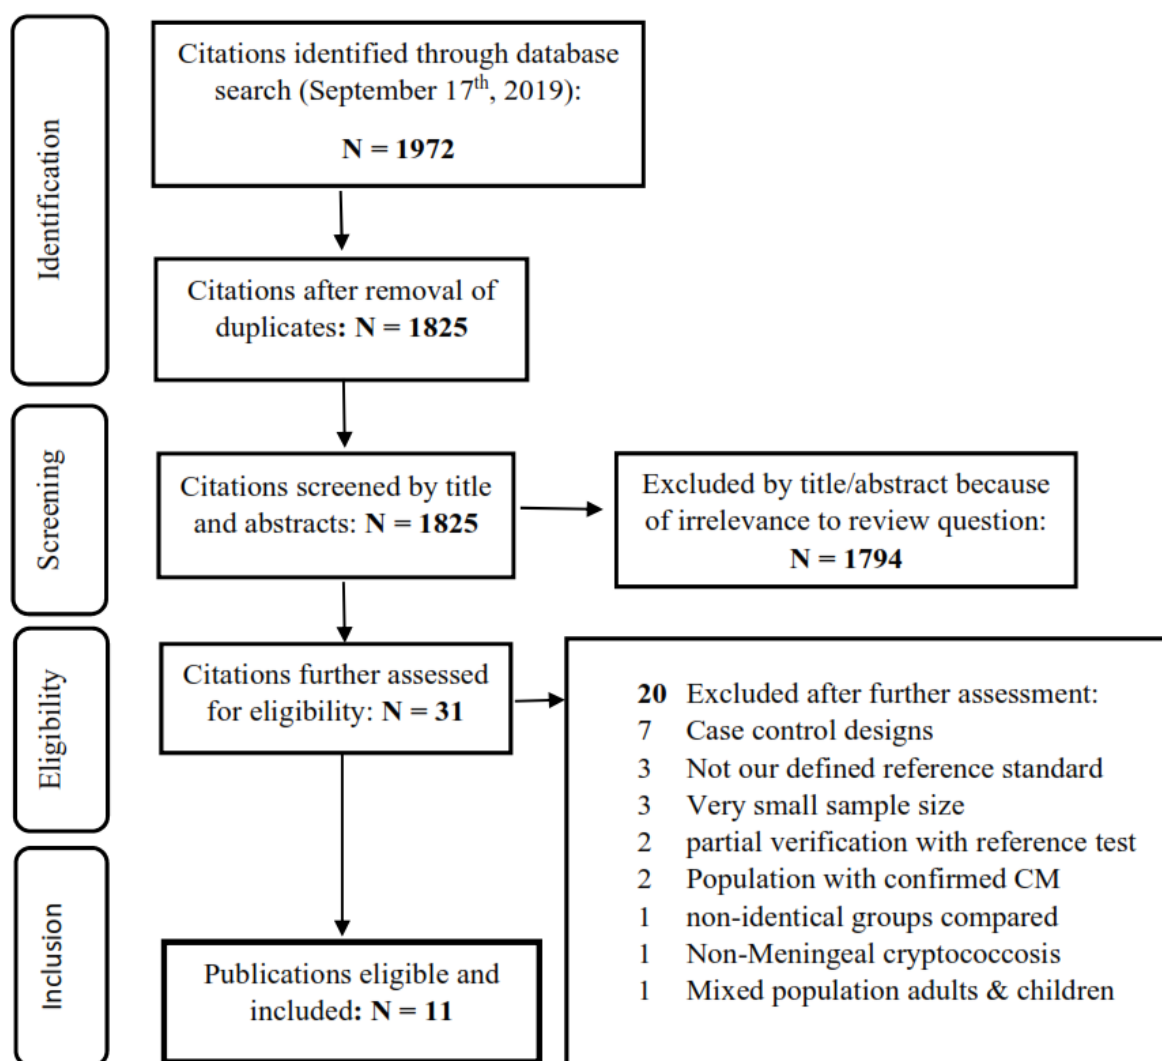 Identification
Citations identified through database
search (September 17th, 2019):
N = 1972
Citations after removal of
duplicates: N = 1825
Screening
Citations screened by title
and abstracts: N = 1825
Excluded by title/abstract because
of irrelevance to review question:
N = 1794
Eligibility
Citations further assessed
for eligibility: N = 31
20 Excluded after further assessment:
7 Case control designs
3 Not our defined reference standard
3 Very small sample size
2 partial verification with reference test
2 Population with confirmed CM
1 non-identical groups compared
1 Non-Meningeal cryptococcosis
1 Mixed population adults & children
Inclusion
Publications eligible and
included: N = 11